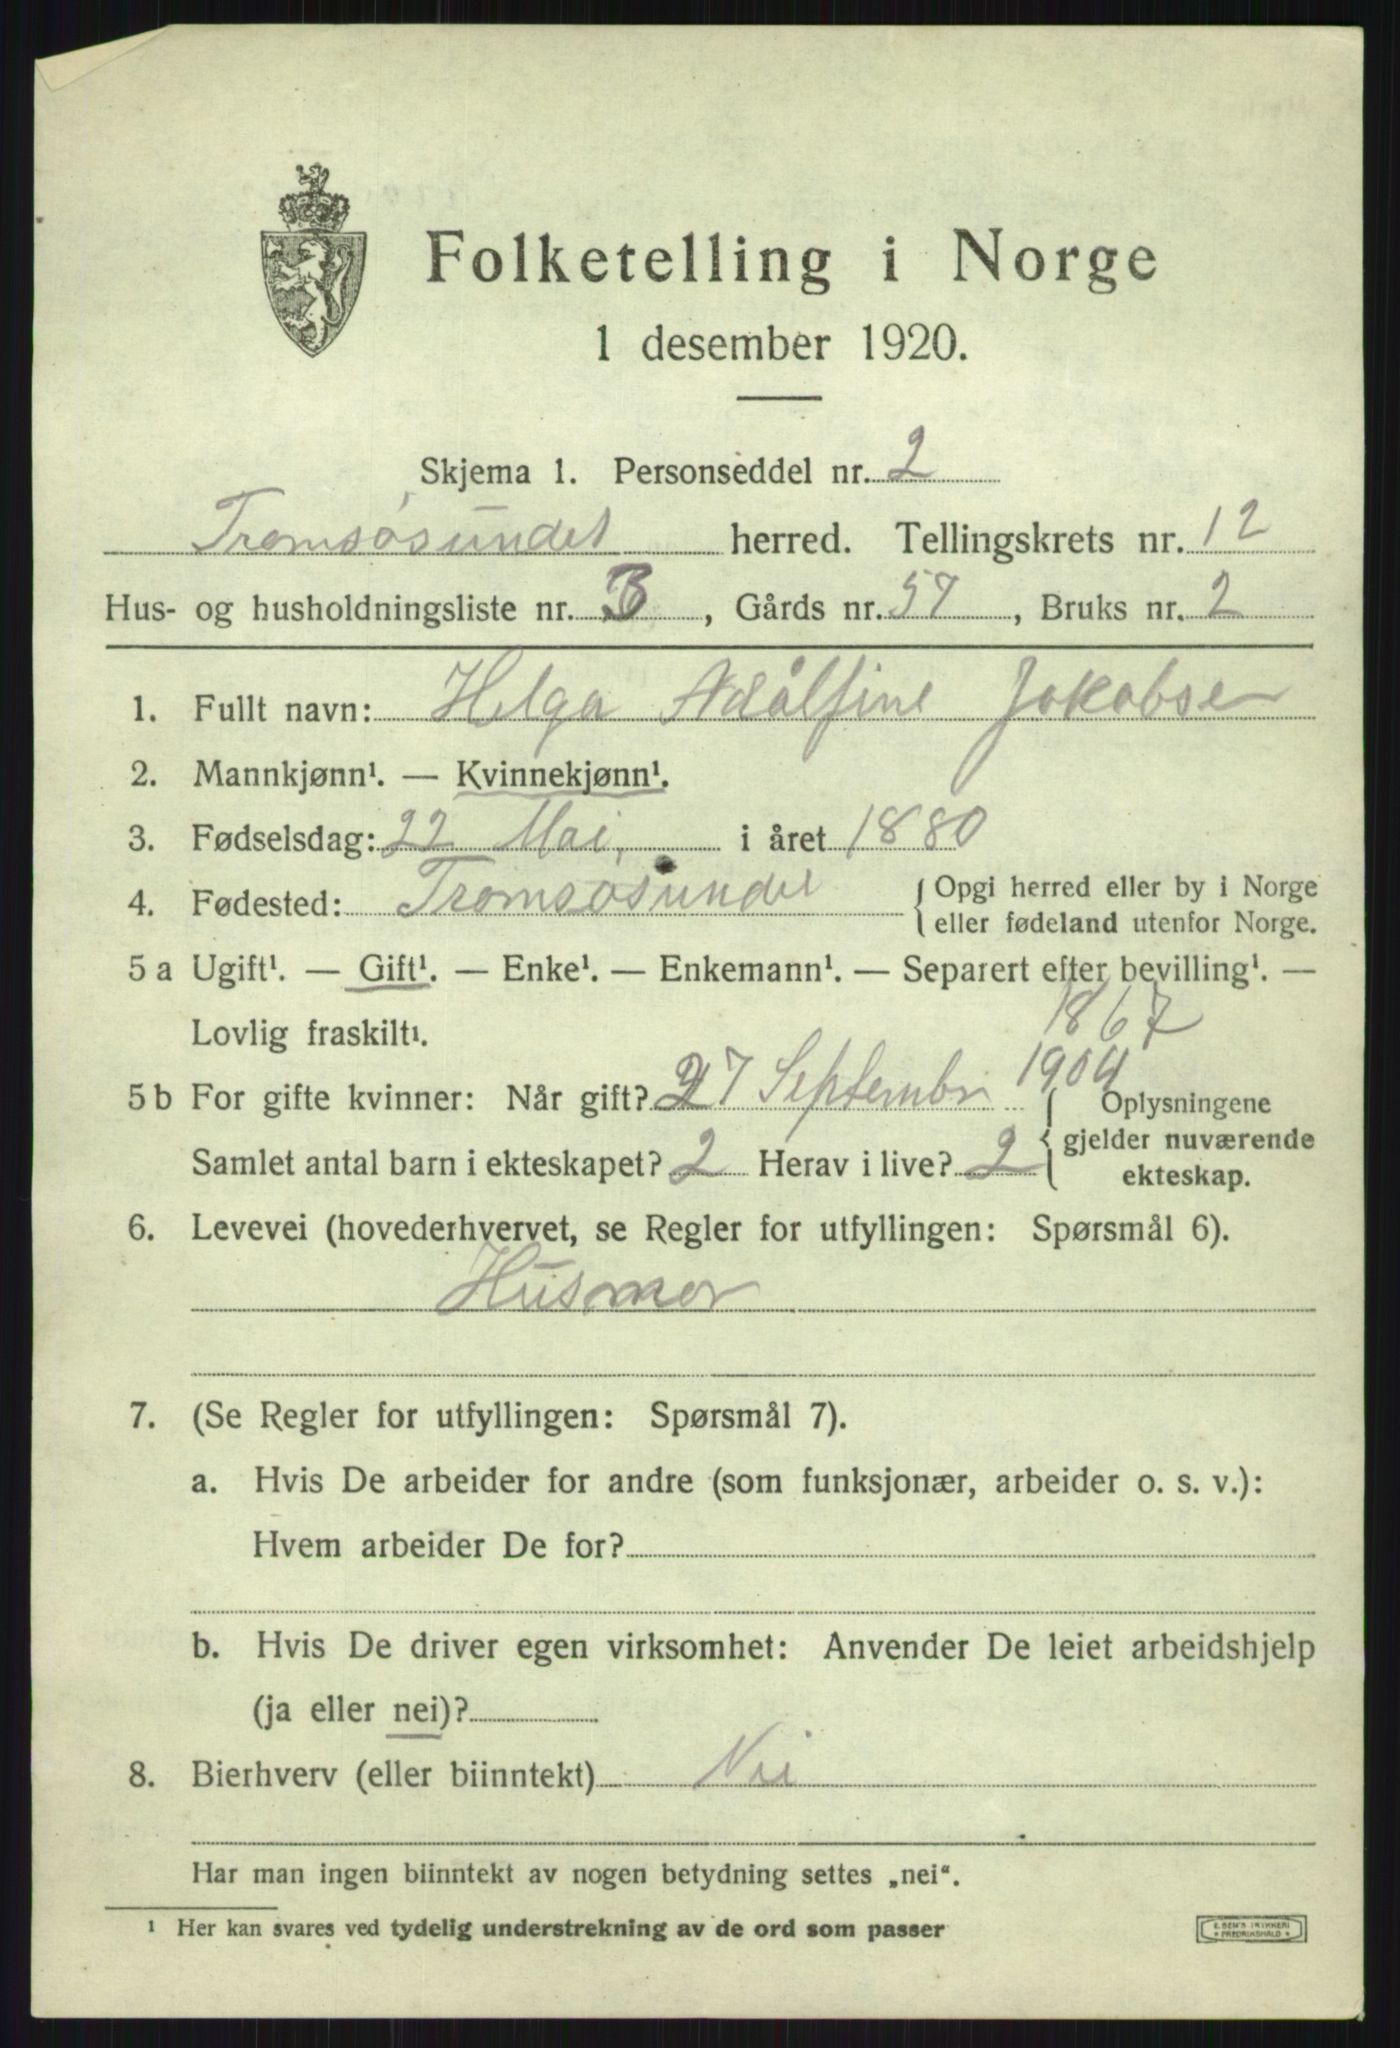 Folketelling i Norge
1 desember 1920.
Skjema 1. Personseddel nr. 2
Tromsøsundet herred. Tellingskrets nr. 12
Hus- og husholdningsliste nr. 3, Gårds nr. 57, Bruks nr. 2
1. Fullt navn: Helga Adålfine Jakobse
2. Mannkjønn¹. — Kvinnekjønn¹.
3. Fødselsdag: 22 Mai, i året 1880
4. Fødested: Tromsøsundet { Opgi herred eller by i Norge
eller fødeland utenfor Norge.
5 a Ugift¹. — Gift¹. — Enke¹. — Enkemann¹. — Separert efter bevilling¹. —
Lovlig fraskilt¹. 1867
5 b For gifte kvinner: Når gift? 27 Septembr 1904 { Oplysningene
gjelder nuværende
ekteskap.
Samlet antal barn i ekteskapet? 2 Herav i live? 2
6. Levevei (hovederhvervet, se Regler for utfyllingen: Spørsmål 6).
Husmor
7. (Se Regler for utfyllingen: Spørsmål 7).
a. Hvis De arbeider for andre (som funksjonær, arbeider o. s. v.):
Hvem arbeider De for?
b. Hvis De driver egen virksomhet: Anvender De leiet arbeidshjelp
(ja eller nei)?
8. Bierhverv (eller biinntekt) Nei
Har man ingen biinntekt av nogen betydning settes „nei“.
¹ Her kan svares ved tydelig understrekning av de ord som passer
E. SEM'S TRYKKERI
FREDRIKSHALD